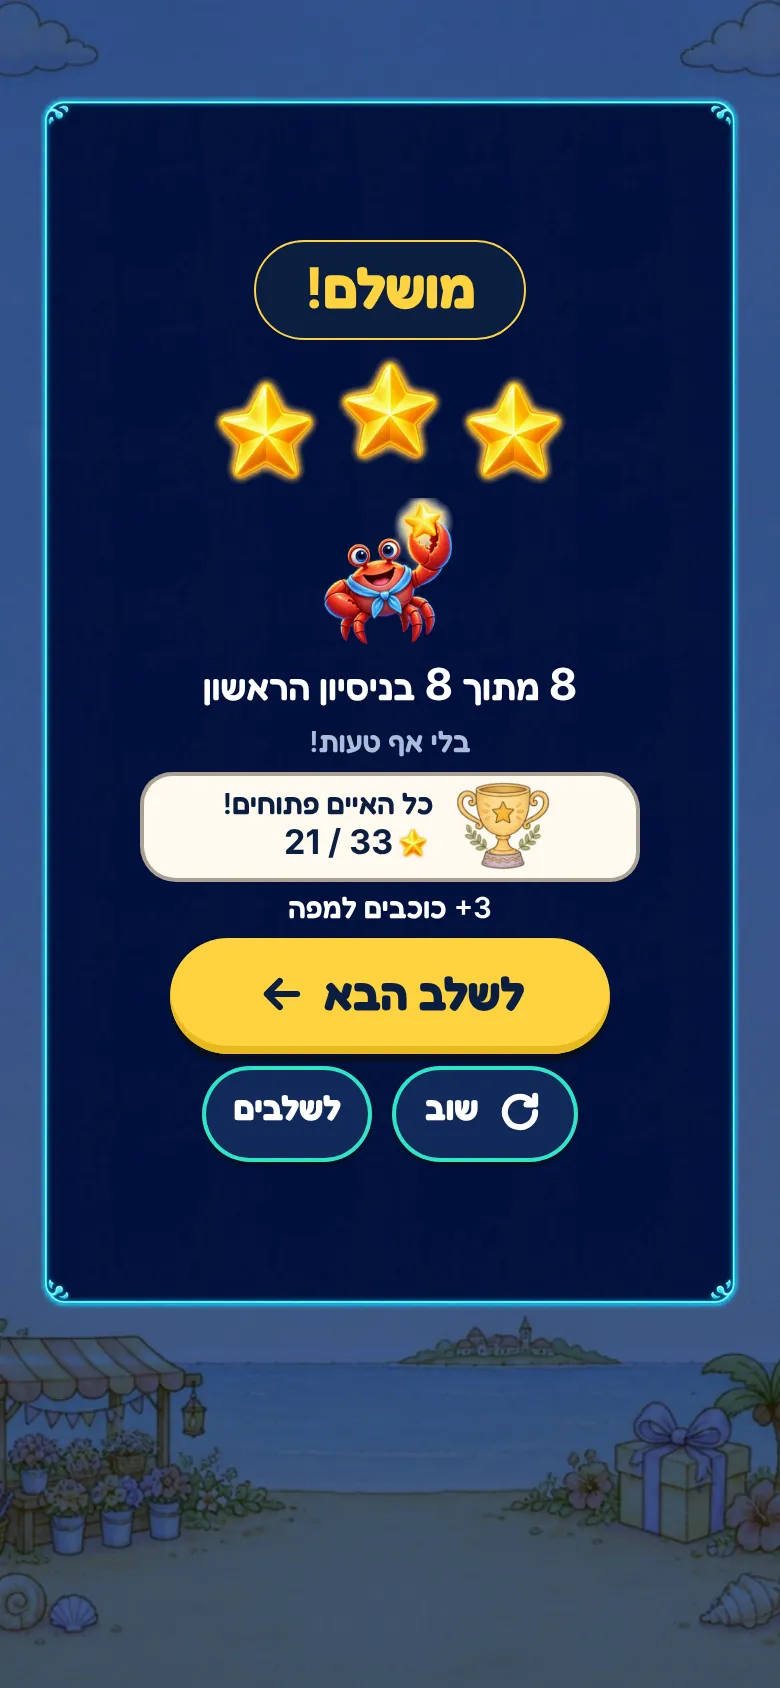 מושלם!
8 מתוך 8 בניסיון הראשון
בלי אף טעות!
כל האיים פתוחים!
21 / 33
+3 כוכבים למפה
לשלב הבא ←
שוב
לשלבים